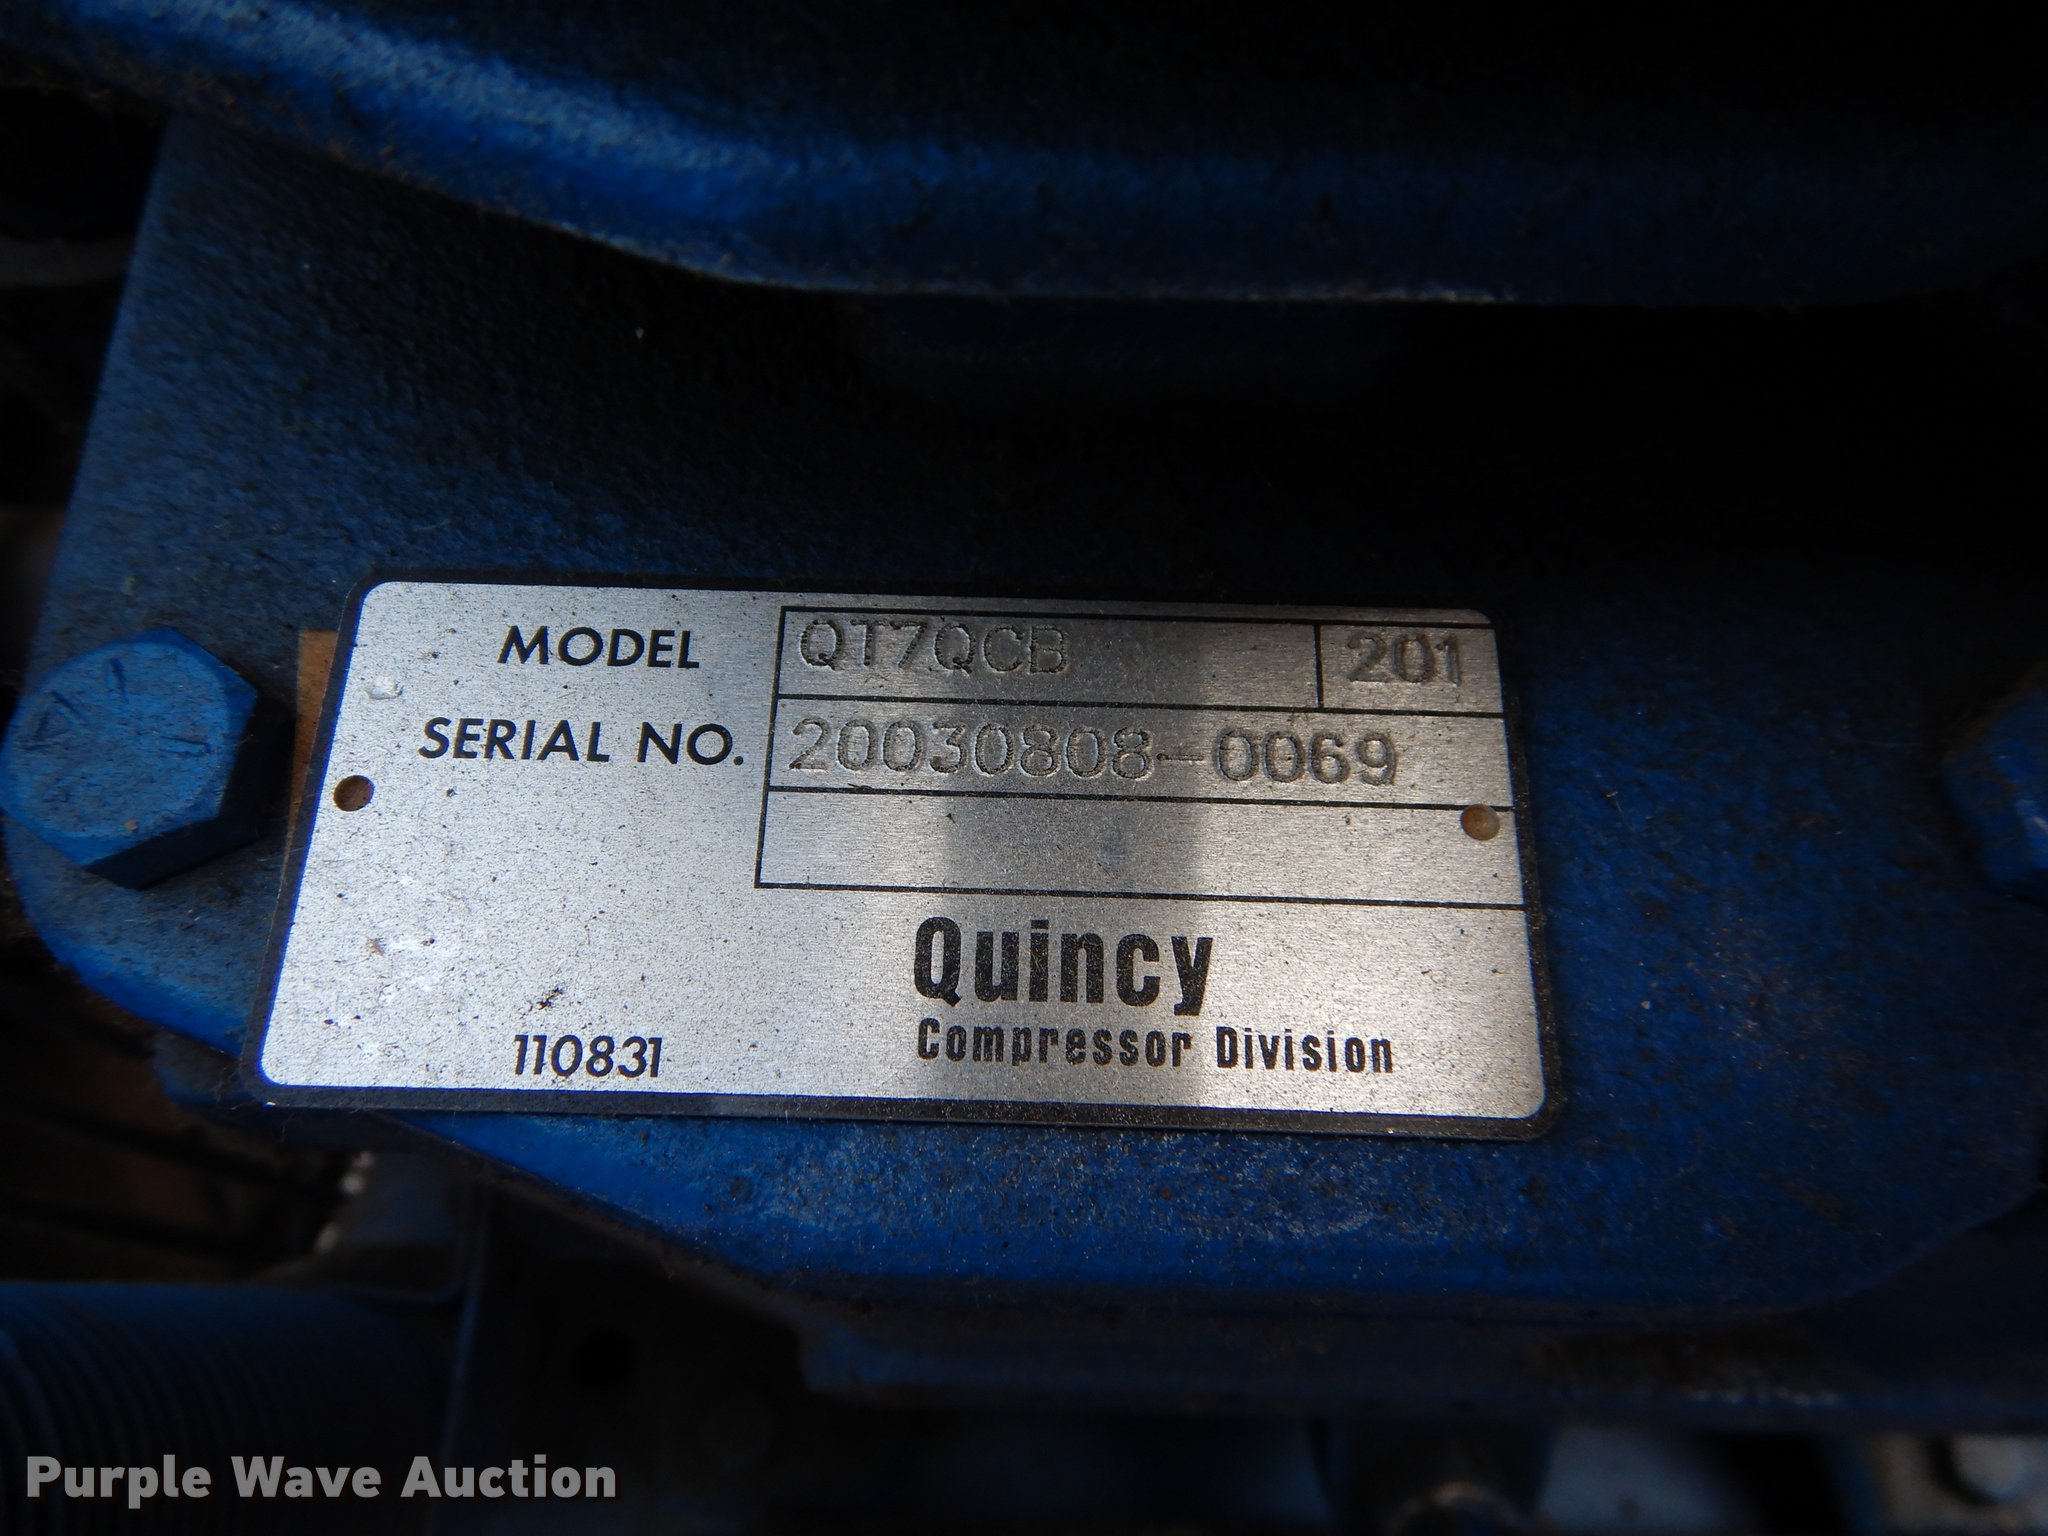 MODEL QT7QCB 201
SERIAL NO. 20030808-0069
Quincy
Compressor Division
110831
Purple Wave Auction